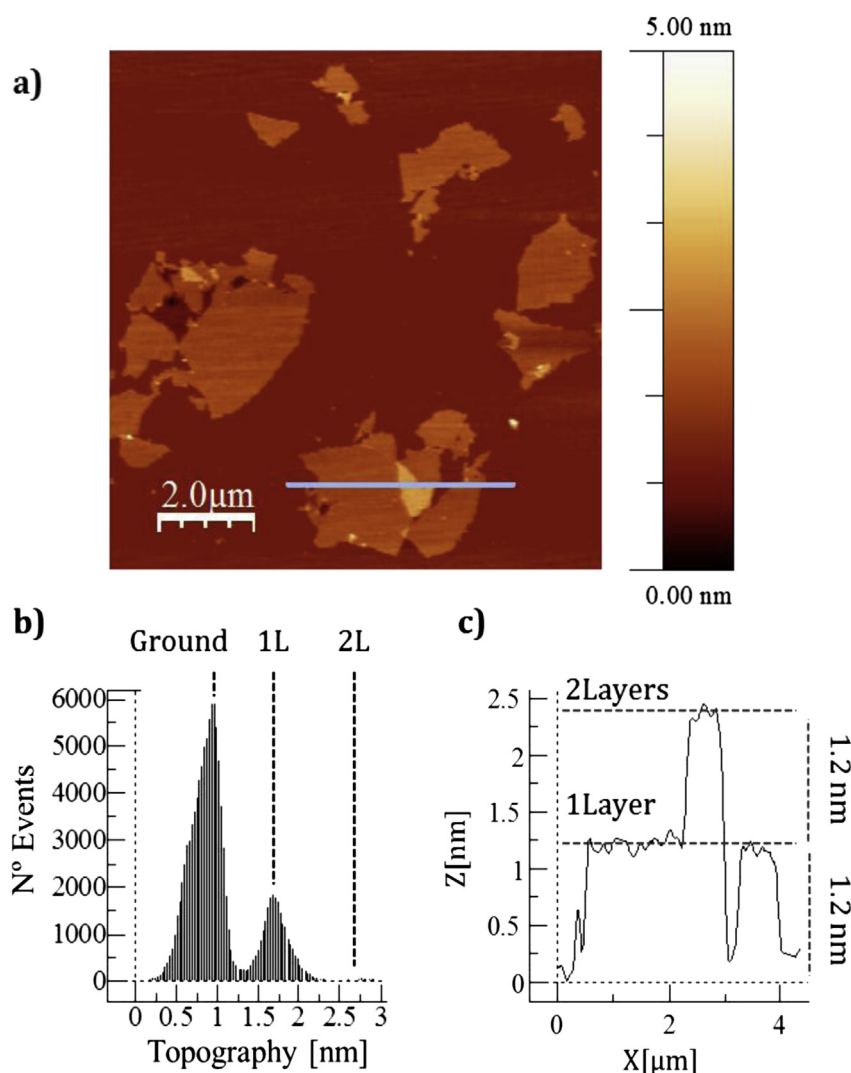 a)
5.00 nm
2.0μm
0.00 nm
b)
Ground 1L 2L
6000
5000
4000
3000
2000
1000
0
Nº Events
0 0.5 1 1.5 2 2.5 3
Topography [nm]
c)
2.5
2
1.5
1
0.5
0
Z[nm]
2Layers
1Layer
1.2 nm
1.2 nm
0 2 4
X[μm]